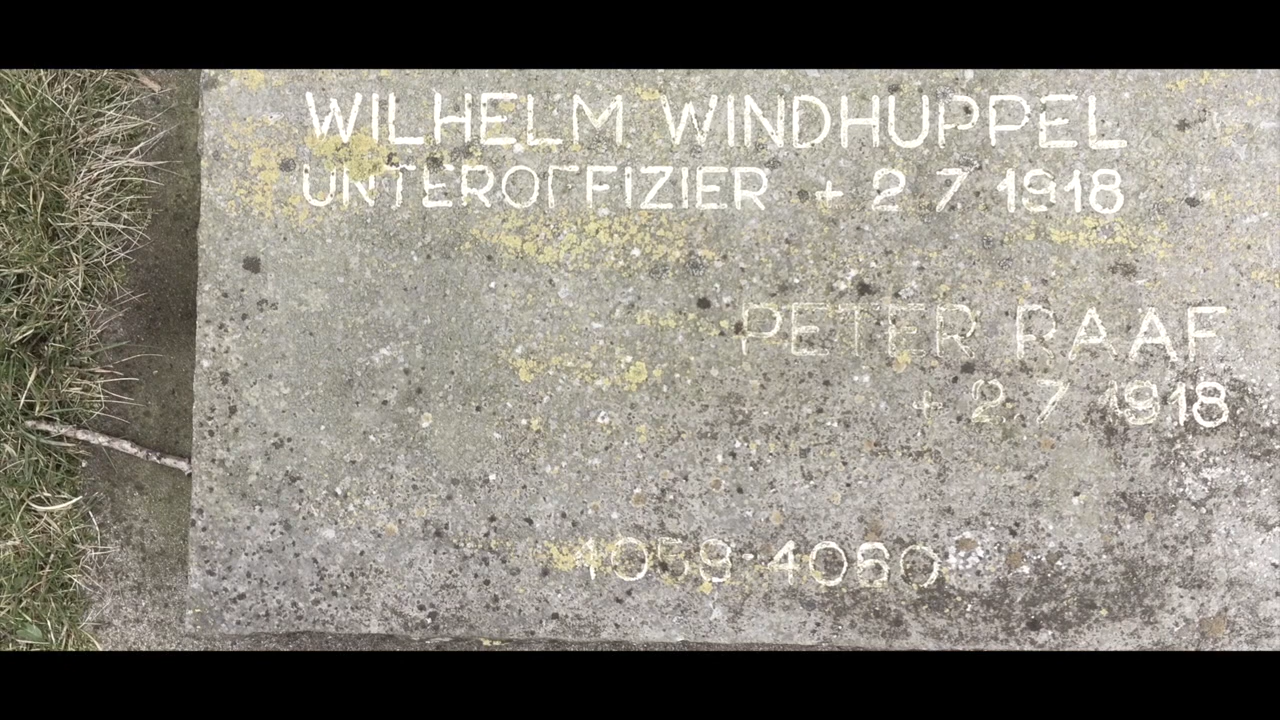 WILHELM WINDHUPPEL
UNTEROFFIZIER + 2 7 1918
PETER RAAF
+ 2 7 1918
4059-4060